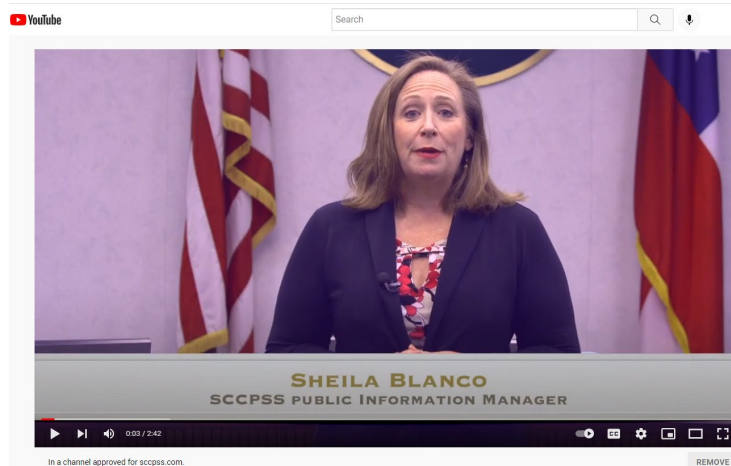 YouTube
Search
SHEILA BLANCO
SCCPSS PUBLIC INFORMATION MANAGER
0:03 / 2:42
CC
In a channel approved for sccpss.com.
REMOVE